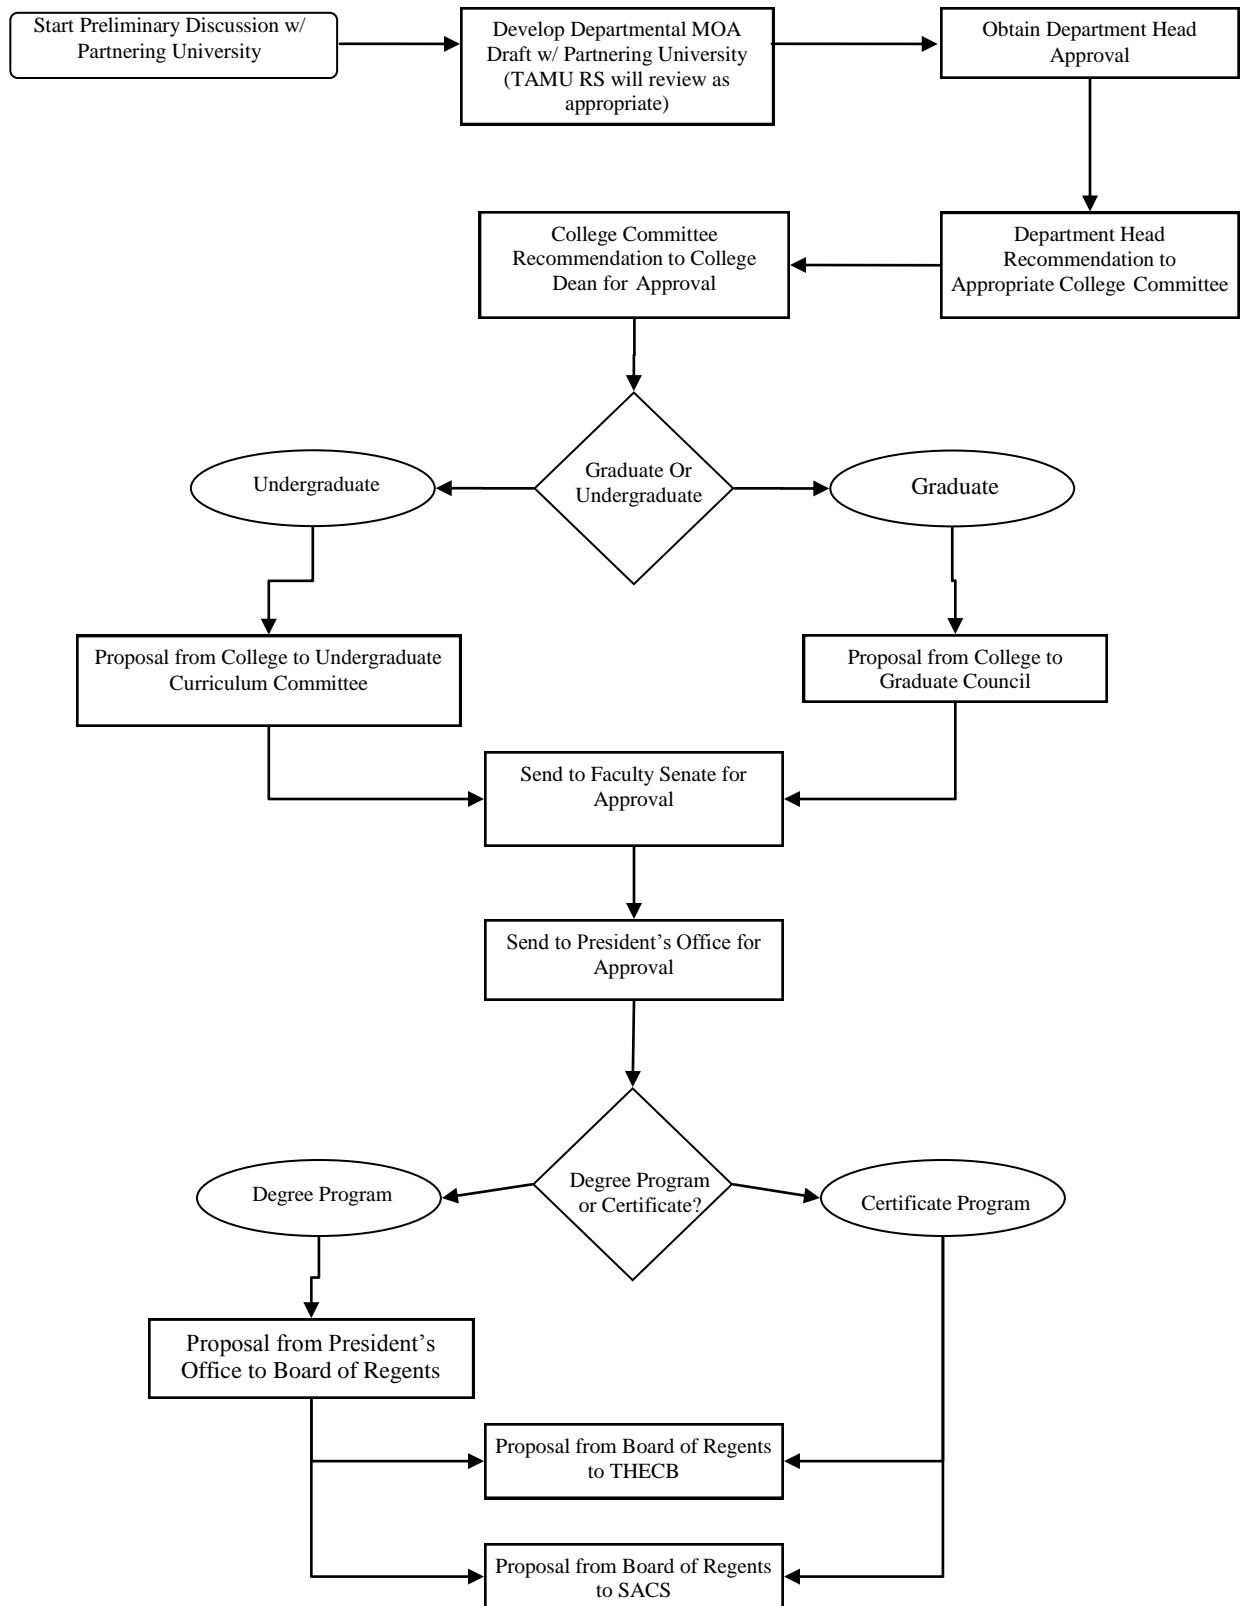 Start Preliminary Discussion w/
Partnering University
Develop Departmental MOA
Draft w/ Partnering University
(TAMU RS will review as
appropriate)
Obtain Department Head
Approval
College Committee
Recommendation to College
Dean for Approval
Department Head
Recommendation to
Appropriate College Committee
Undergraduate
Graduate Or
Undergraduate
Graduate
Proposal from College to Undergraduate
Curriculum Committee
Proposal from College to
Graduate Council
Send to Faculty Senate for
Approval
Send to President’s Office for
Approval
Degree Program
Degree Program
or Certificate?
Certificate Program
Proposal from President’s
Office to Board of Regents
Proposal from Board of Regents
to THECB
Proposal from Board of Regents
to SACS